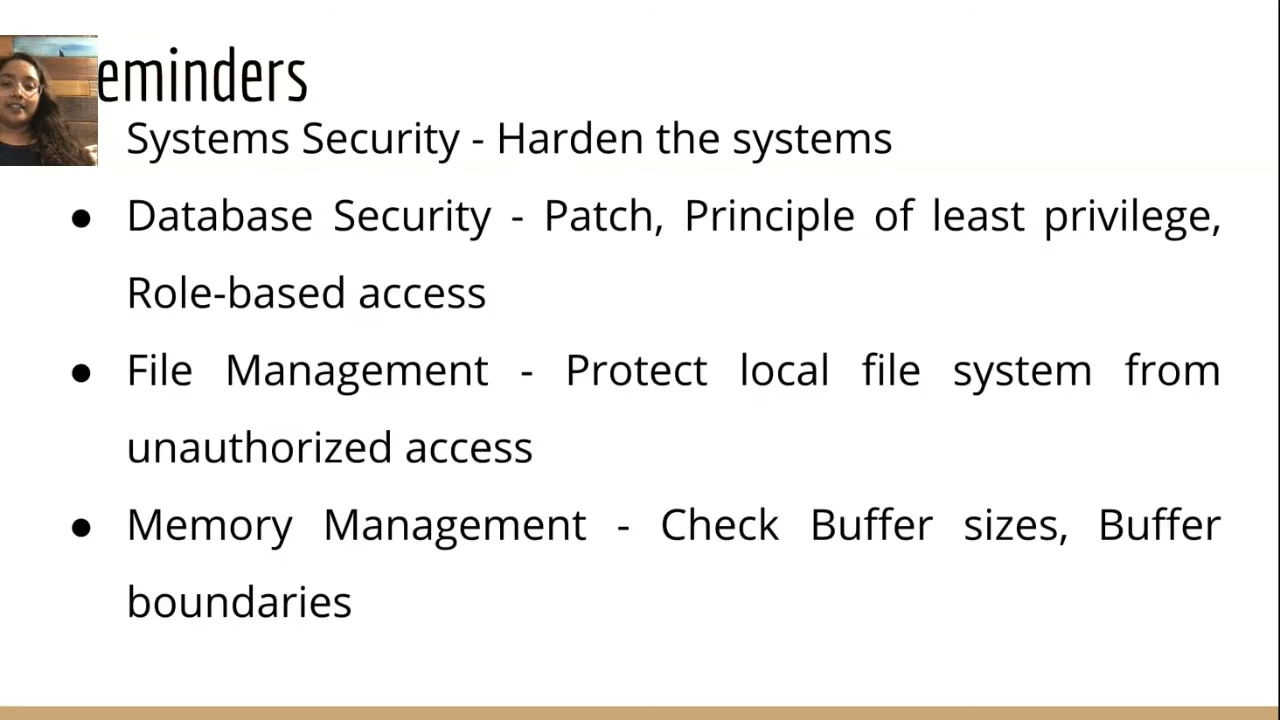 eminders
Systems Security - Harden the systems
● Database Security - Patch, Principle of least privilege,
Role-based access
● File Management - Protect local file system from
unauthorized access
● Memory Management - Check Buffer sizes, Buffer
boundaries